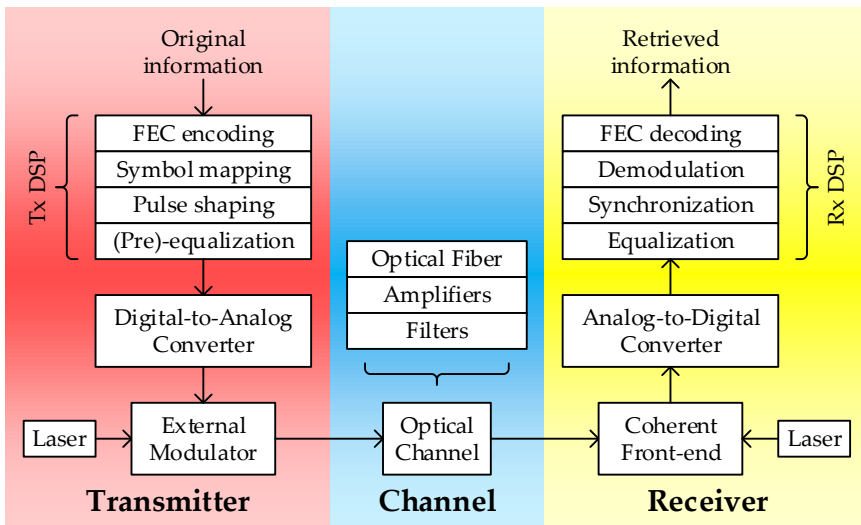 Original
information
Tx DSP
FEC encoding
Symbol mapping
Pulse shaping
(Pre)-equalization
Digital-to-Analog
Converter
Laser
External
Modulator
Transmitter
Optical Fiber
Amplifiers
Filters
Optical
Channel
Channel
Retrieved
information
FEC decoding
Demodulation
Synchronization
Equalization
Rx DSP
Analog-to-Digital
Converter
Coherent
Front-end
Laser
Receiver